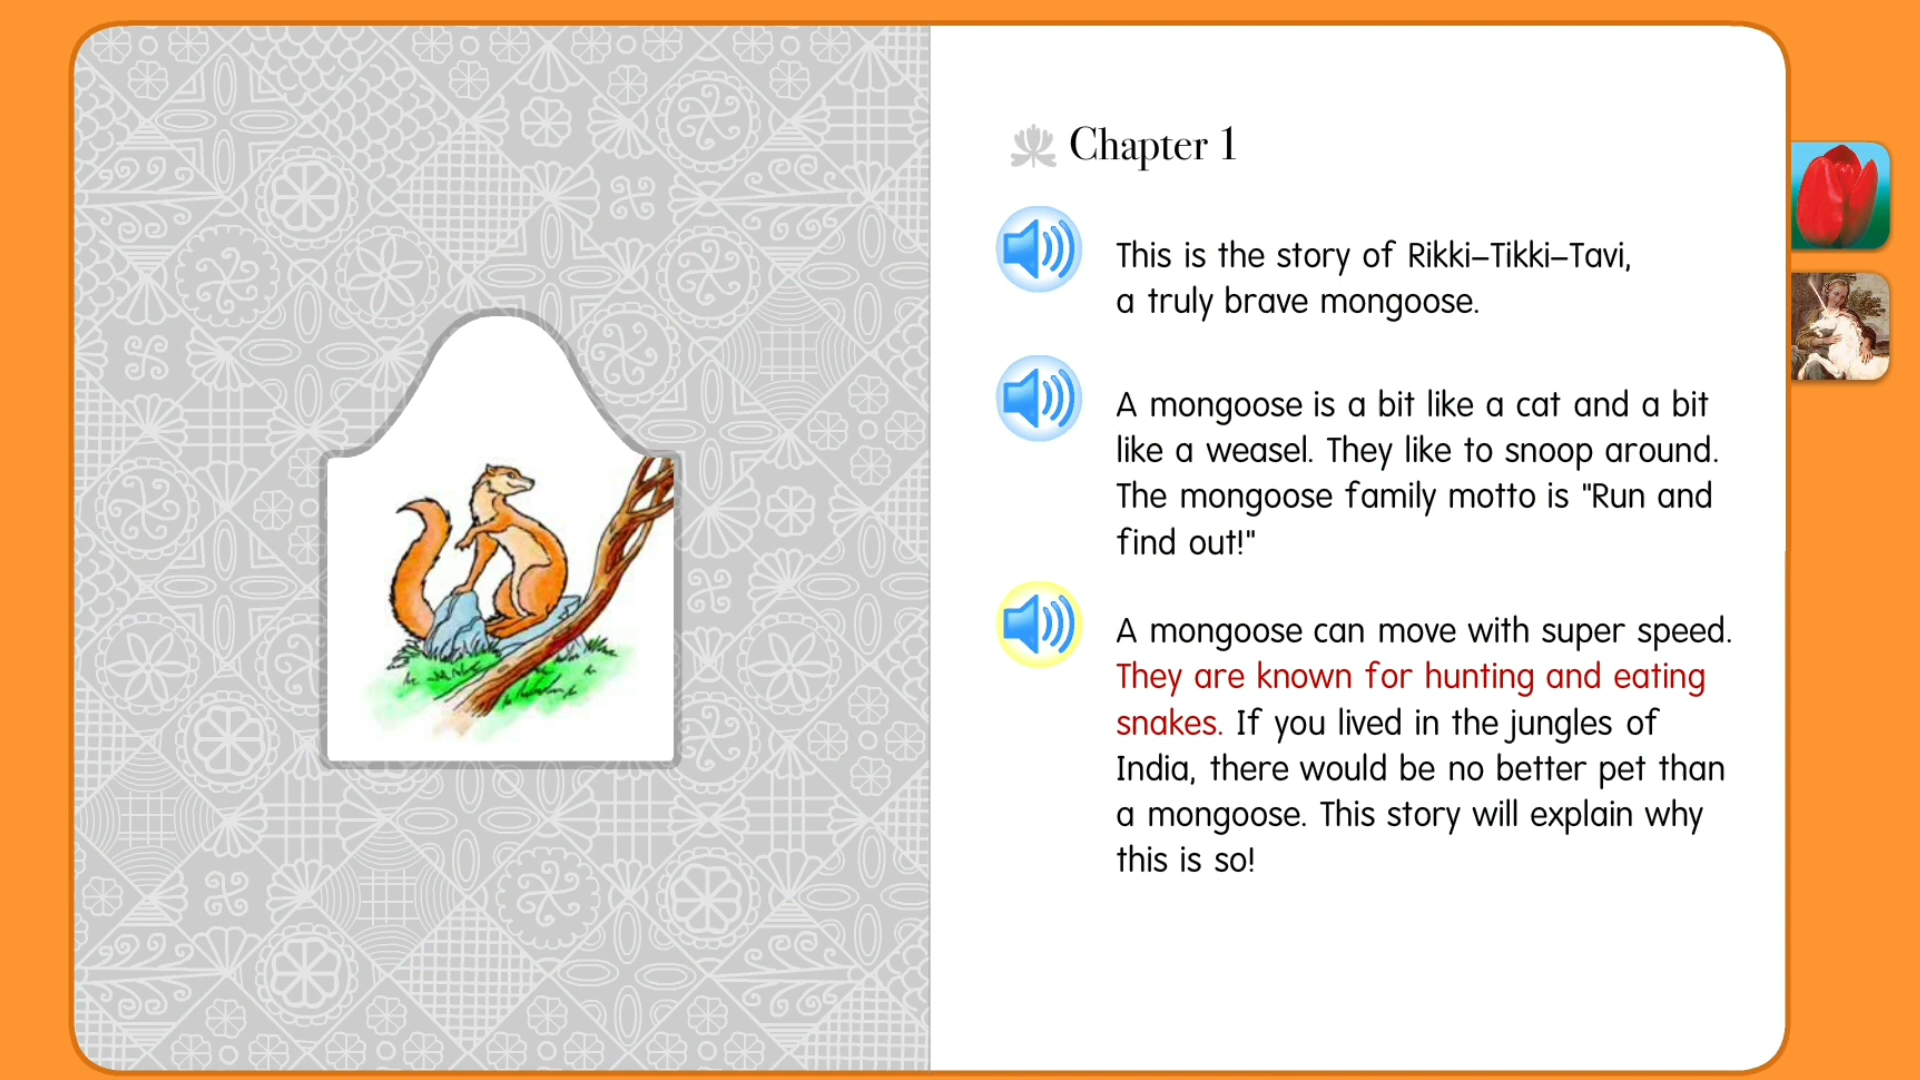 Chapter 1
This is the story of Rikki–Tikki–Tavi,
a truly brave mongoose.
A mongoose is a bit like a cat and a bit
like a weasel. They like to snoop around.
The mongoose family motto is "Run and
find out!"
A mongoose can move with super speed.
They are known for hunting and eating
snakes. If you lived in the jungles of
India, there would be no better pet than
a mongoose. This story will explain why
this is so!